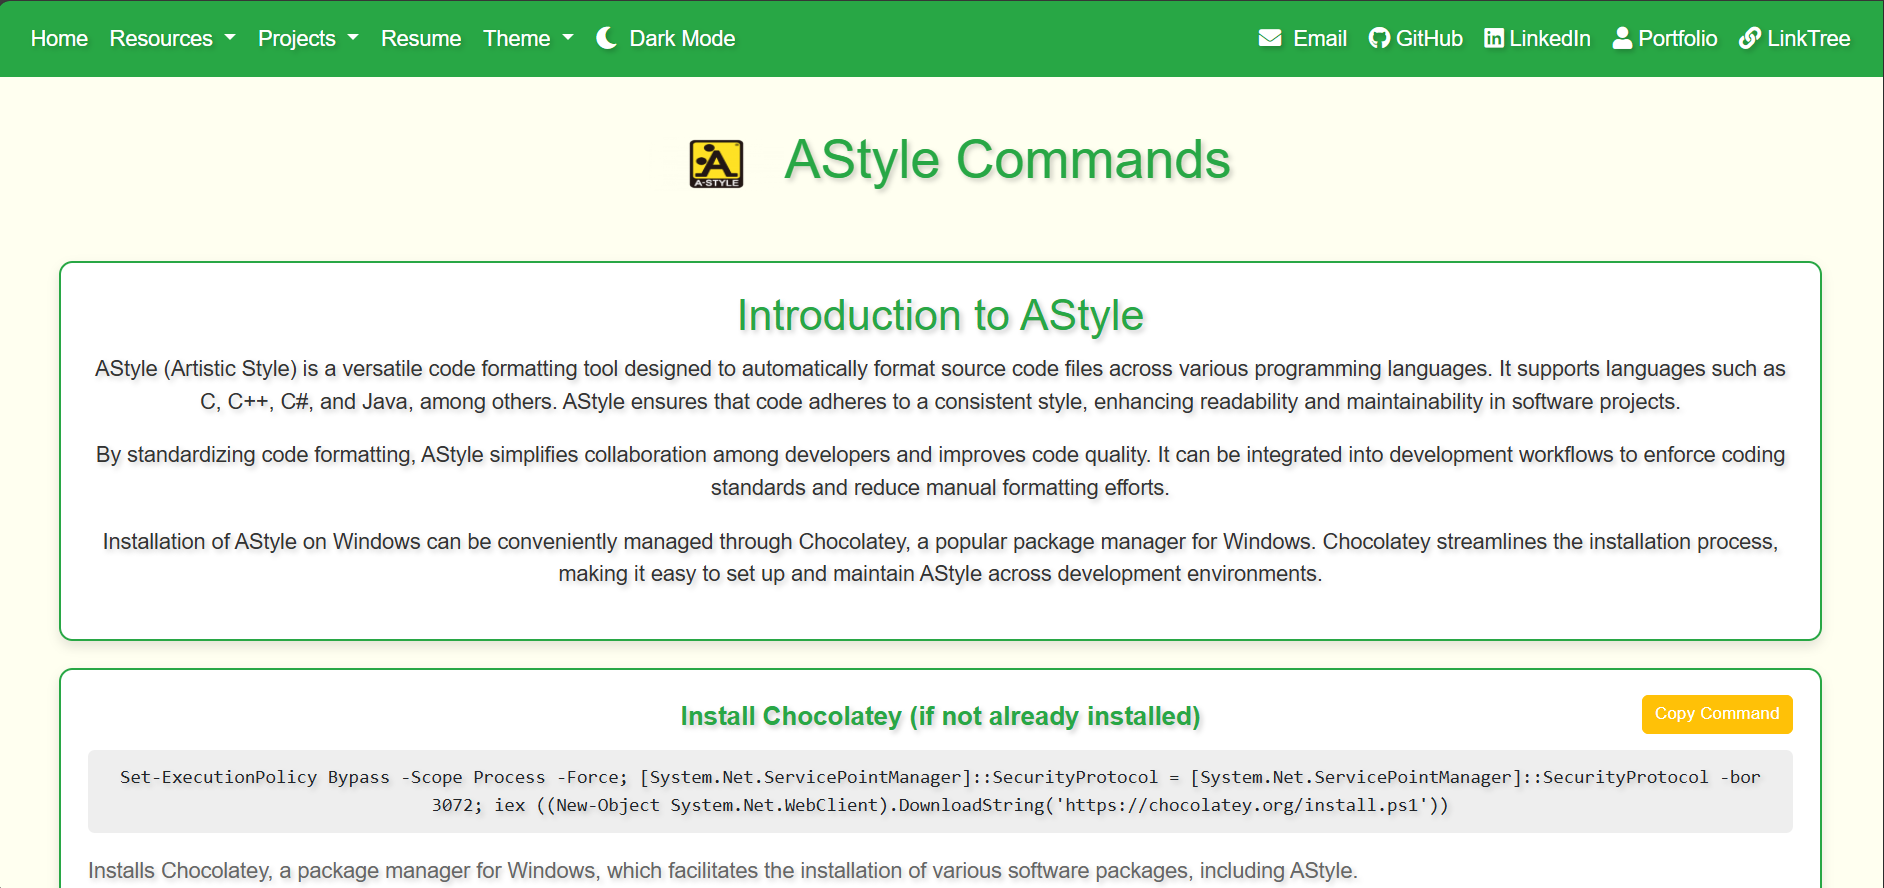 Home Resources Projects Resume Theme Dark Mode Email GitHub LinkedIn Portfolio LinkTree
A-STYLE
AStyle Commands
Introduction to AStyle
AStyle (Artistic Style) is a versatile code formatting tool designed to automatically format source code files across various programming languages. It supports languages such as
C, C++, C#, and Java, among others. AStyle ensures that code adheres to a consistent style, enhancing readability and maintainability in software projects.
By standardizing code formatting, AStyle simplifies collaboration among developers and improves code quality. It can be integrated into development workflows to enforce coding
standards and reduce manual formatting efforts.
Installation of AStyle on Windows can be conveniently managed through Chocolatey, a popular package manager for Windows. Chocolatey streamlines the installation process,
making it easy to set up and maintain AStyle across development environments.
Install Chocolatey (if not already installed)
Copy Command
Set-ExecutionPolicy Bypass -Scope Process -Force; [System.Net.ServicePointManager]::SecurityProtocol = [System.Net.ServicePointManager]::SecurityProtocol -bor
3072; iex ((New-Object System.Net.WebClient).DownloadString('https://chocolatey.org/install.ps1'))
Installs Chocolatey, a package manager for Windows, which facilitates the installation of various software packages, including AStyle.